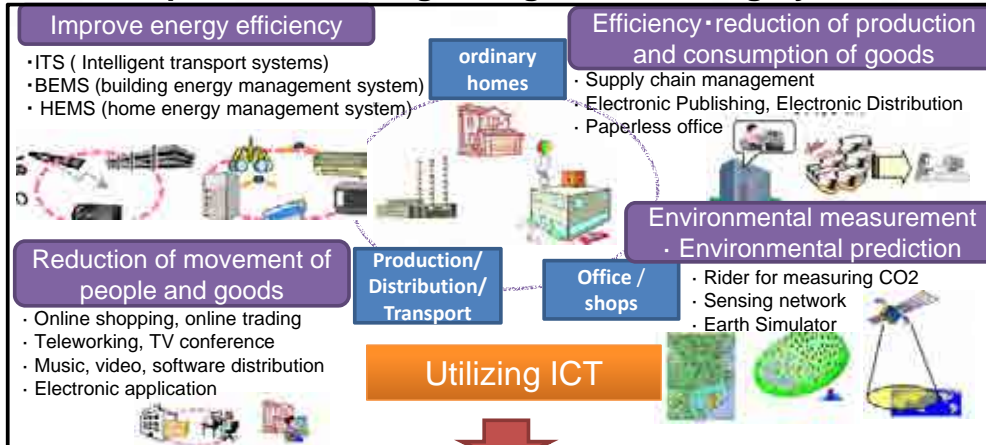 Improve energy efficiency
・ITS ( Intelligent transport systems)
・BEMS (building energy management system)
・ HEMS (home energy management system)
ordinary
homes
Efficiency・reduction of production
and consumption of goods
· Supply chain management
· Electronic Publishing, Electronic Distribution
· Paperless office
Reduction of movement of
people and goods
· Online shopping, online trading
· Teleworking, TV conference
· Music, video, software distribution
· Electronic application
Production/
Distribution/
Transport
Office /
shops
Environmental measurement
· Environmental prediction
· Rider for measuring CO2
· Sensing network
· Earth Simulator
Utilizing ICT